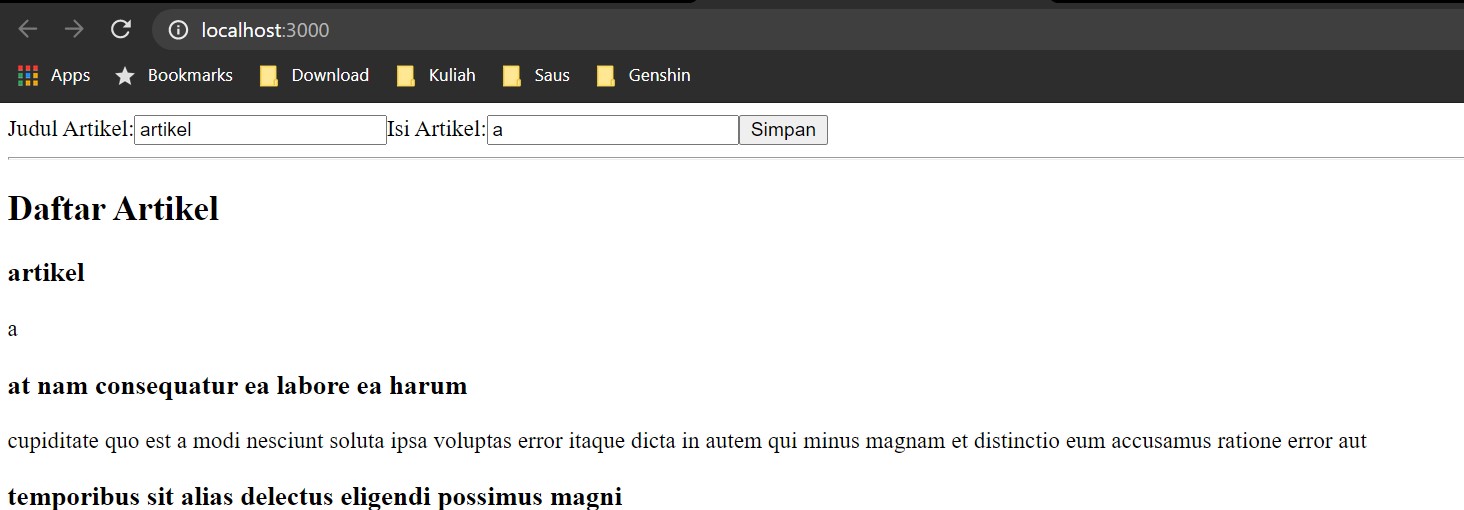 localhost:3000
Apps Bookmarks Download Kuliah Saus Genshin
Judul Artikel: artikel Isi Artikel: a Simpan
Daftar Artikel
artikel
a
at nam consequatur ea labore ea harum
cupiditate quo est a modi nesciunt soluta ipsa voluptas error itaque dicta in autem qui minus magnam et distinctio eum accusamus ratione error aut
temporibus sit alias delectus eligendi possimus magni